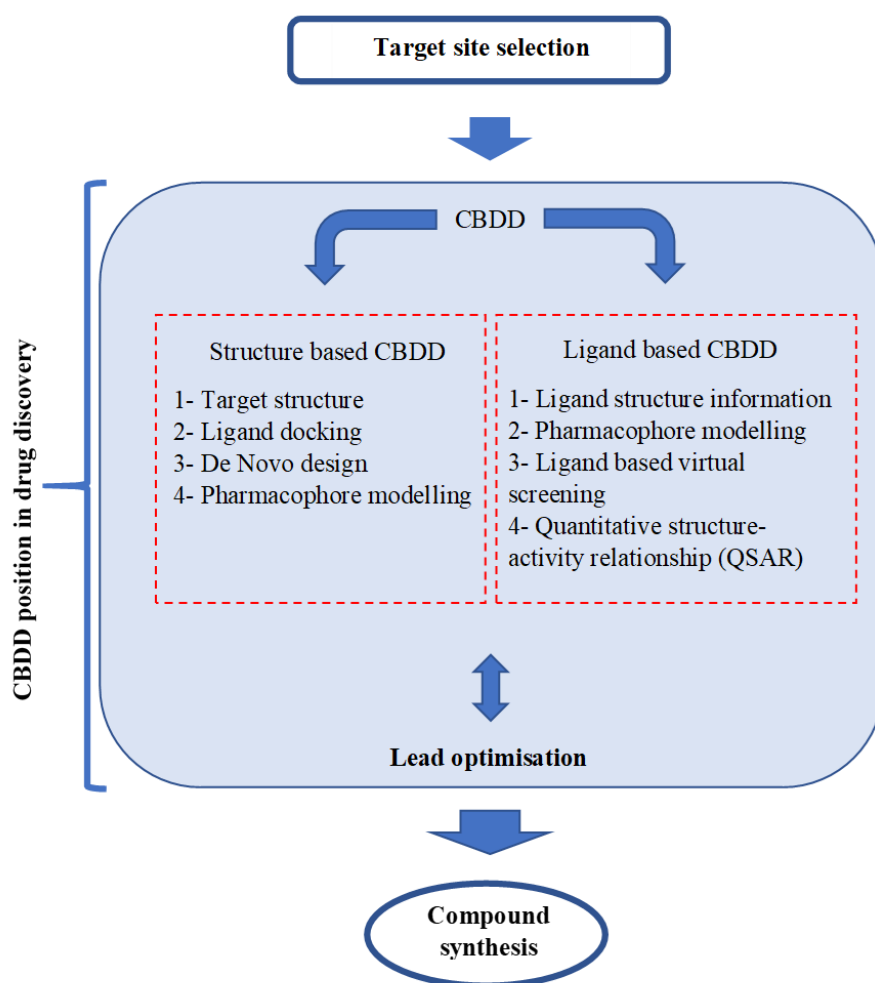 Target site selection
CBDD
Structure based CBDD
1- Target structure
2- Ligand docking
3- De Novo design
4- Pharmacophore modelling
Ligand based CBDD
1- Ligand structure information
2- Pharmacophore modelling
3- Ligand based virtual
screening
4- Quantitative structure-
activity relationship (QSAR)
CBDD position in drug discovery
Lead optimisation
Compound
synthesis